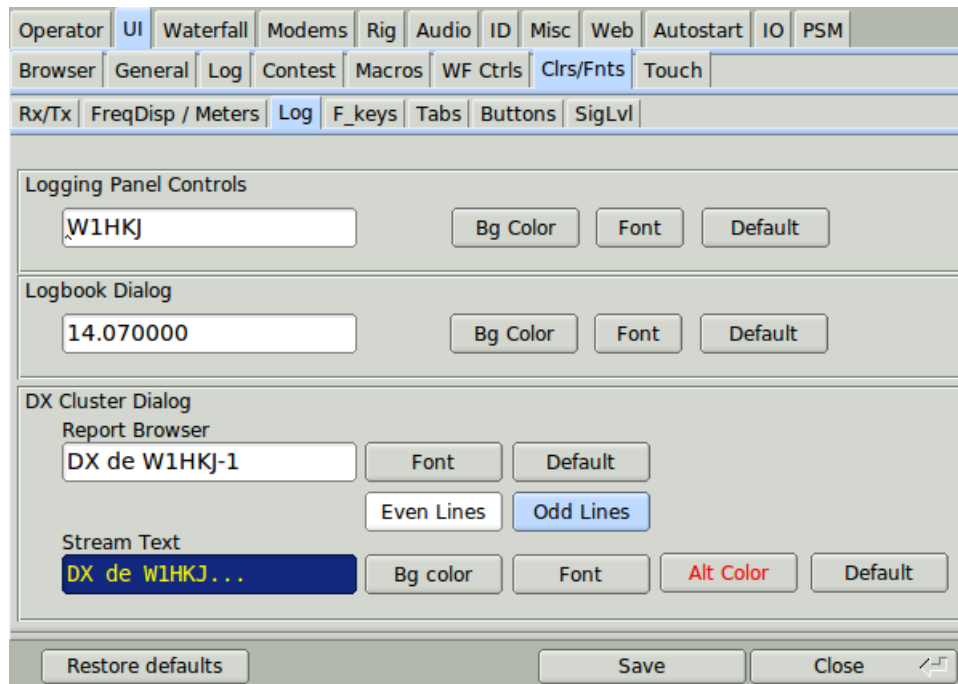 Operator UI Waterfall Modems Rig Audio ID Misc Web Autostart IO PSM
Browser General Log Contest Macros WF Ctrls Clrs/Fnts Touch
Rx/Tx FreqDisp / Meters Log F_keys Tabs Buttons SigLvl
Logging Panel Controls
W1HKJ Bg Color Font Default
Logbook Dialog
14.070000 Bg Color Font Default
DX Cluster Dialog
Report Browser
DX de W1HKJ-1 Font Default
Even Lines Odd Lines
Stream Text
DX de W1HKJ... Bg color Font Alt Color Default
Restore defaults Save Close